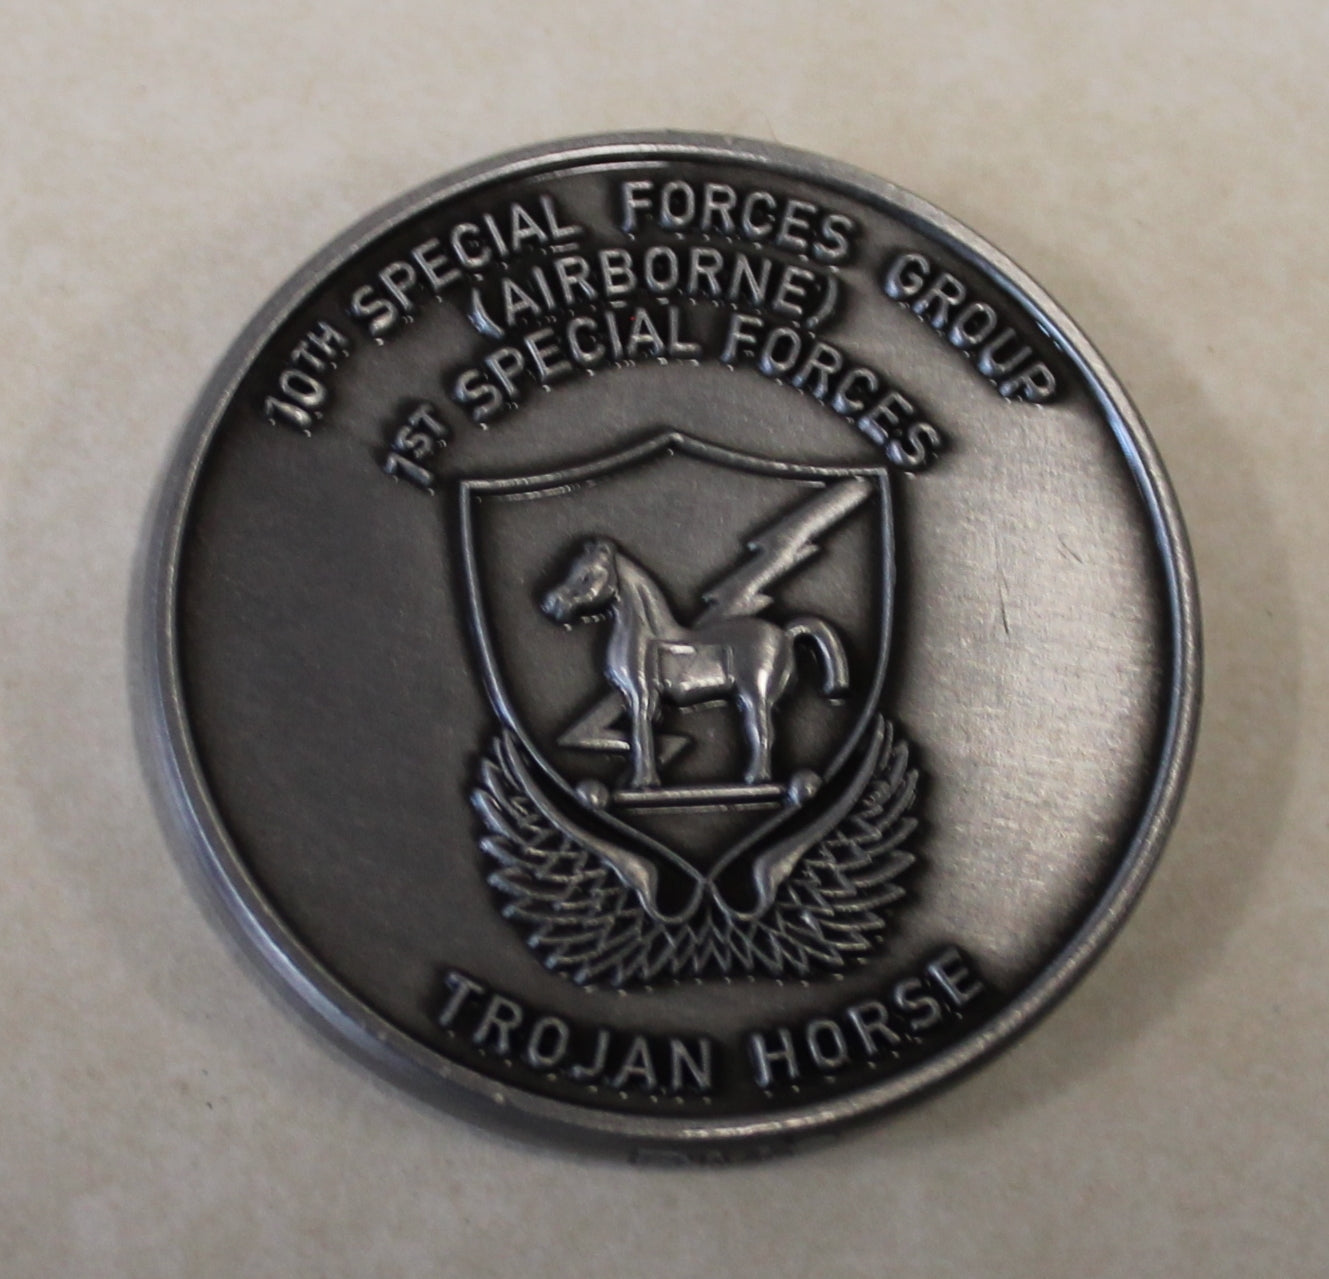 10TH SPECIAL FORCES GROUP
(AIRBORNE)
1ST SPECIAL FORCES
TROJAN HORSE